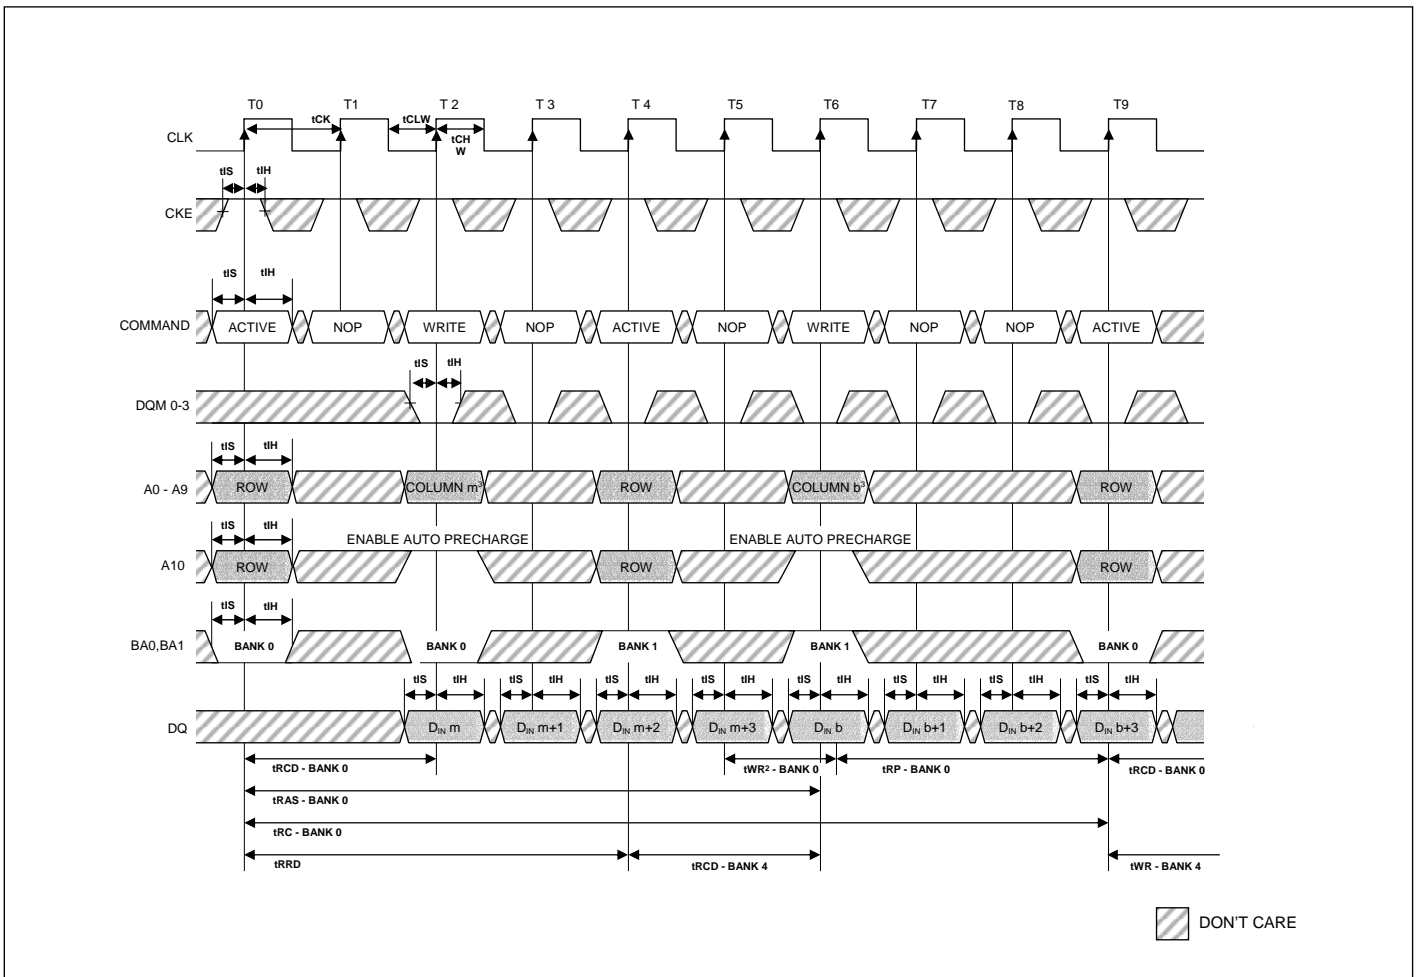 T0 T1 T 2 T 3 T 4 T5 T6 T7 T8 T9
tCK tCLW
CLK tCH
W
tIS tIH
CKE
tIS tIH
COMMAND ACTIVE NOP WRITE NOP ACTIVE NOP WRITE NOP NOP ACTIVE
tIS tIH
DQM 0-3
tIS tIH
A0 - A9 ROW COLUMN m³ ROW COLUMN b³ ROW
tIS tIH
ENABLE AUTO PRECHARGE ENABLE AUTO PRECHARGE
A10 ROW ROW ROW
tIS tIH
BA0,BA1 BANK 0 BANK 0 BANK 1 BANK 1 BANK 0
tIS tIH tIS tIH tIS tIH tIS tIH tIS tIH tIS tIH tIS tIH tIS tIH
DQ DIN m DIN m+1 DIN m+2 DIN m+3 DIN b DIN b+1 DIN b+2 DIN b+3
tRCD - BANK 0 tWR² - BANK 0 tRP - BANK 0 tRCD - BANK 0
tRAS - BANK 0
tRC - BANK 0
tRRD tRCD - BANK 4 tWR - BANK 4
DON'T CARE